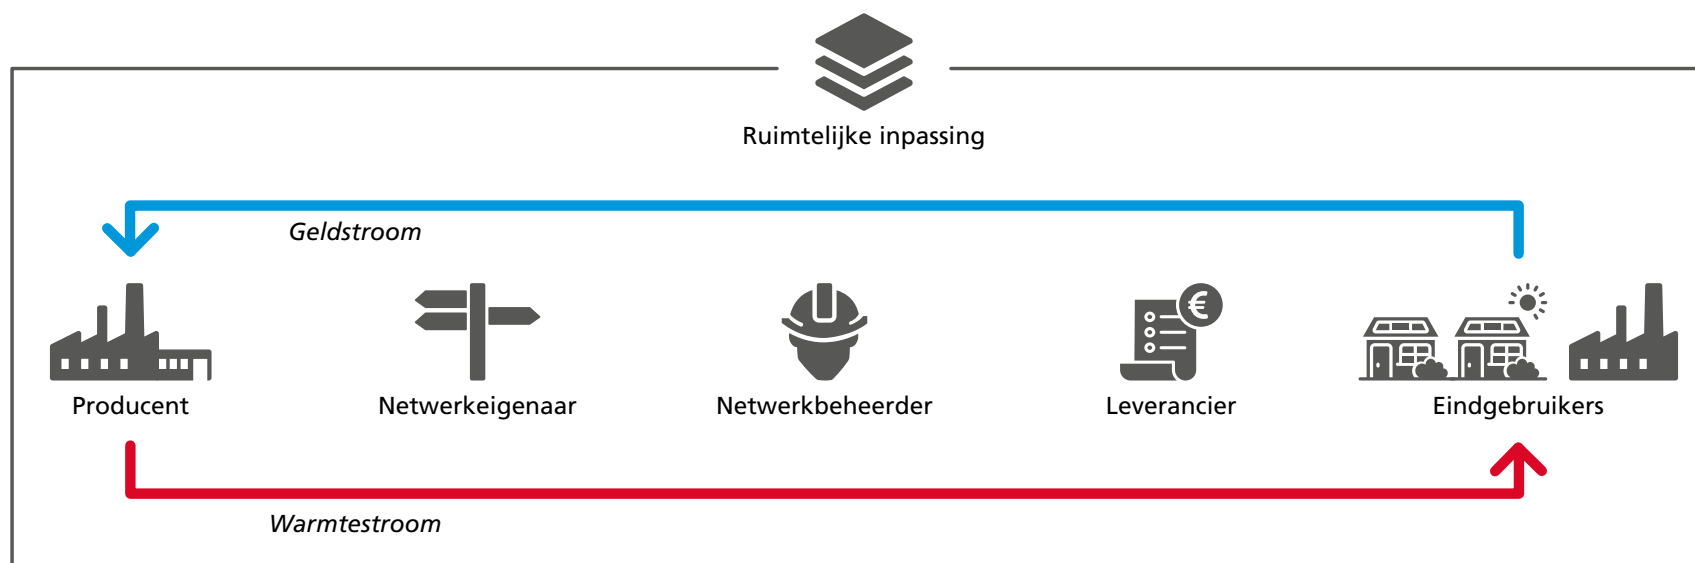 Ruimtelijke inpassing
Geldstroom
€
Producent
Netwerkeigenaar
Netwerkbeheerder
Leverancier
Eindgebruikers
Warmtestroom